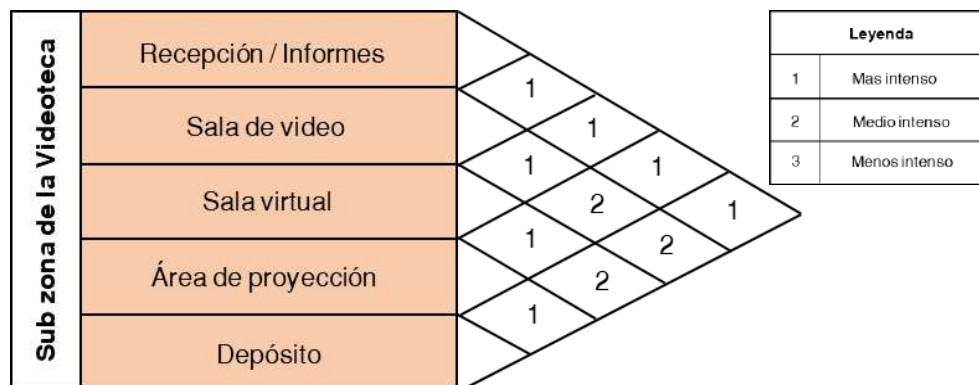 Sub zona de la Videoteca
Recepción / Informes
Sala de video
Sala virtual
Área de proyección
Depósito
1
1
1
1
1
2
1
1
2
2
Leyenda
1 Mas intenso
2 Medio intenso
3 Menos intenso